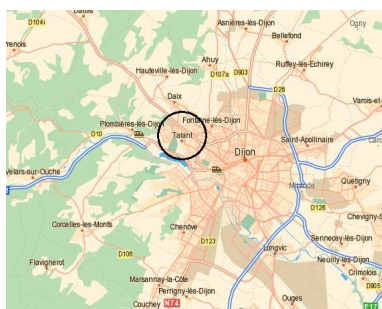 D104i
Asnières-lès-Dijon
Ogny
Bellefond
Prenois
Ahuy
Hauteville-lès-Dijon
D107a
D903
Ruffey-lès-Echirey
D28
Daix
Varois-et-
Plombières-lès-Dijon
Fontaine-lès-Dijon
D10
Talant
Saint-Apollinaire
Dijon
Velars-sur-Ouche
Quetigny
D126
Chevigny-S
Corcelles-les-Monts
Chenôve
D123
Sennecey-lès-Dijon
Longvic
D108
Neuilly-lès-Dijon
Flavignerot
Crimolois
Marsannay-la-Côte
D905
Perrigny-lès-Dijon
Couchey
N74
Ouges
E17